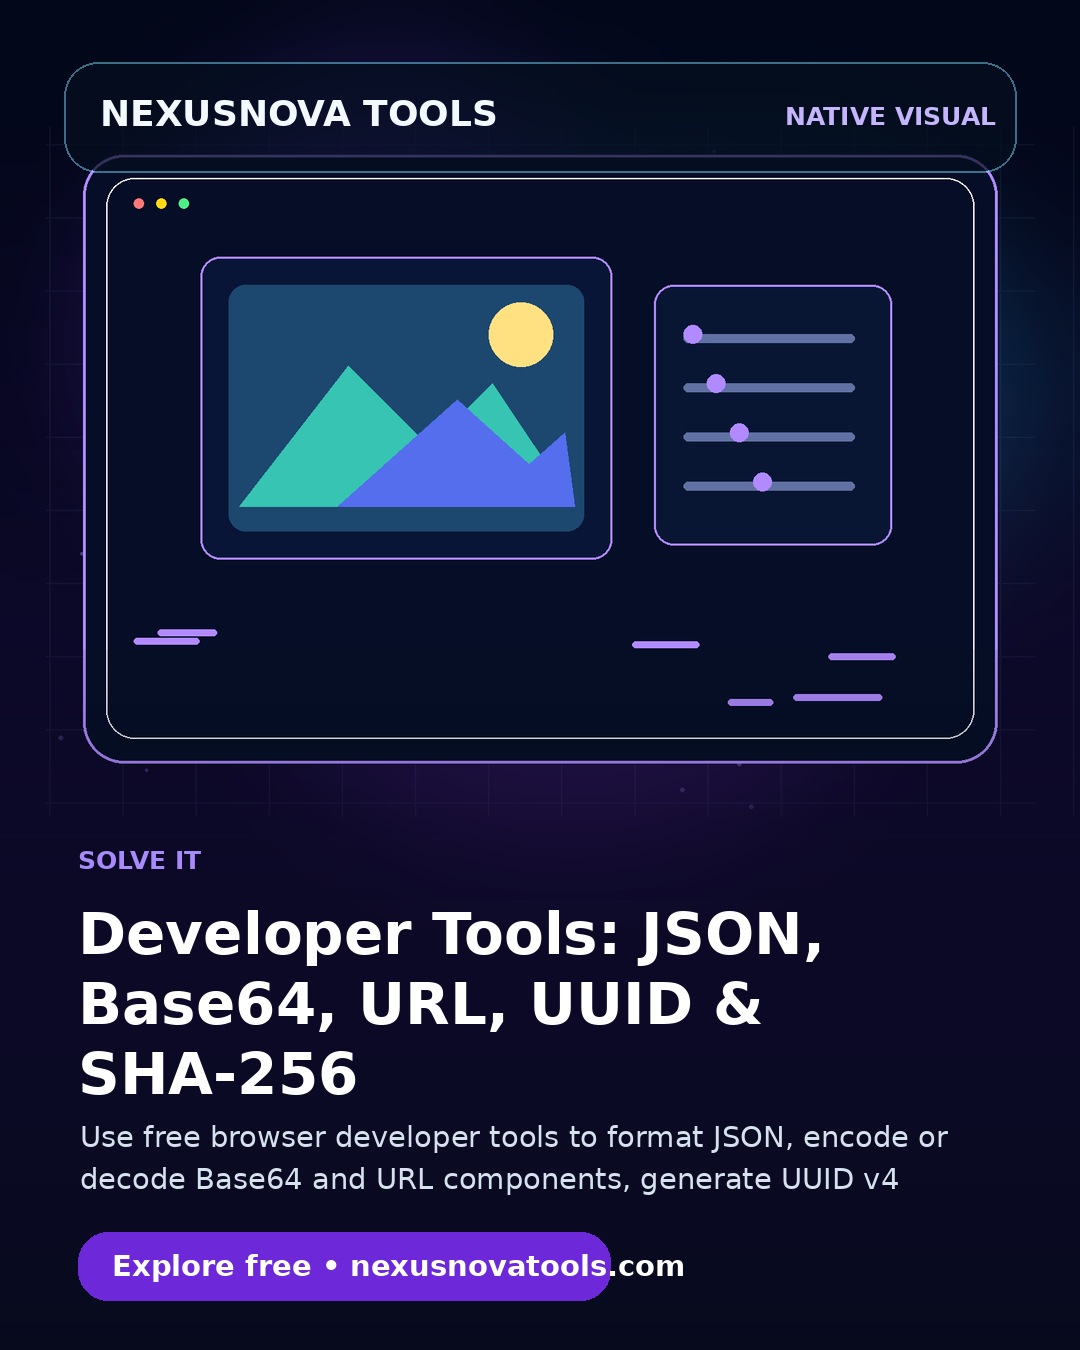 NEXUSNOVA TOOLS
NATIVE VISUAL
SOLVE IT
Developer Tools: JSON,
Base64, URL, UUID &
SHA-256
Use free browser developer tools to format JSON, encode or
decode Base64 and URL components, generate UUID v4
Explore free • nexusnovatools.com